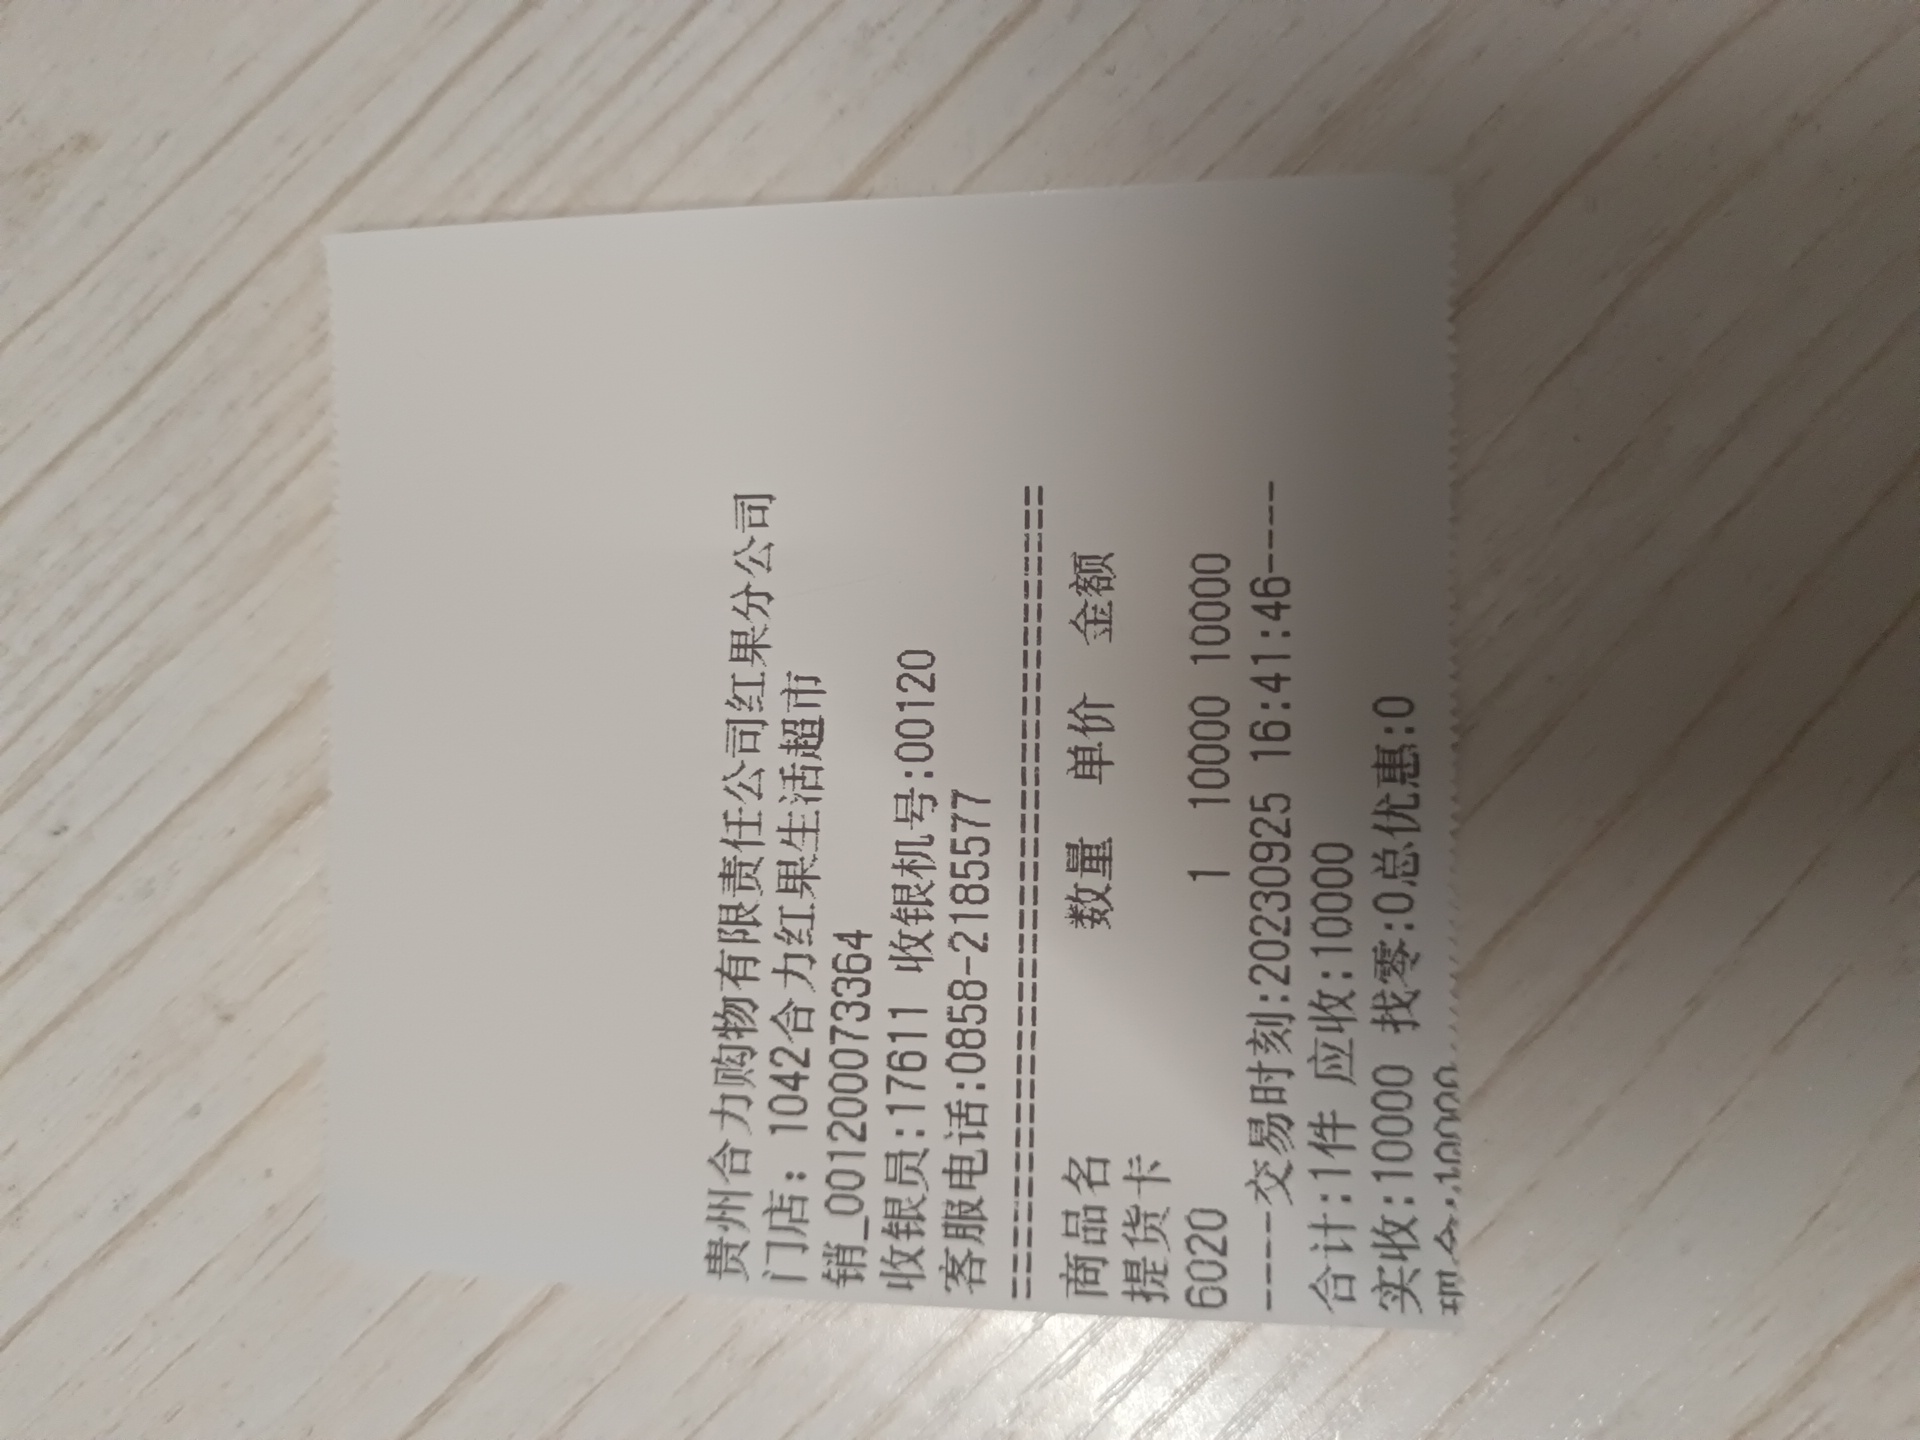 贵州合力购物有限责任公司红果分公司
门店：1042合力红果生活超市
销_001200073364
收银员:17611 收银机号:00120
客服电话:0858-2185577
========================================
商品名 数量 单价 金额
提货卡
6020 1 10000 10000
----交易时刻:20230925 16:41:46----
合计:1件 应收:10000
实收:10000 找零:0总优惠:0
现金:10000